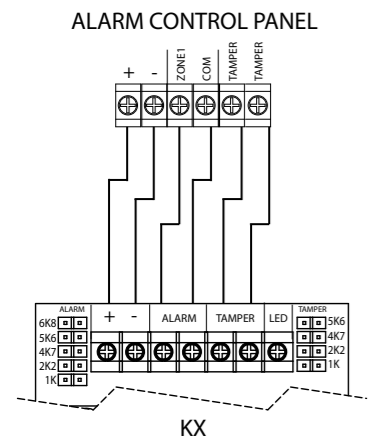 ALARM CONTROL PANEL
+ - ZONE1 COM TAMPER TAMPER
ALARM
6K8
5K6
4K7
2K2
1K
+ - ALARM TAMPER LED
TAMPER
5K6
4K7
2K2
1K
KX